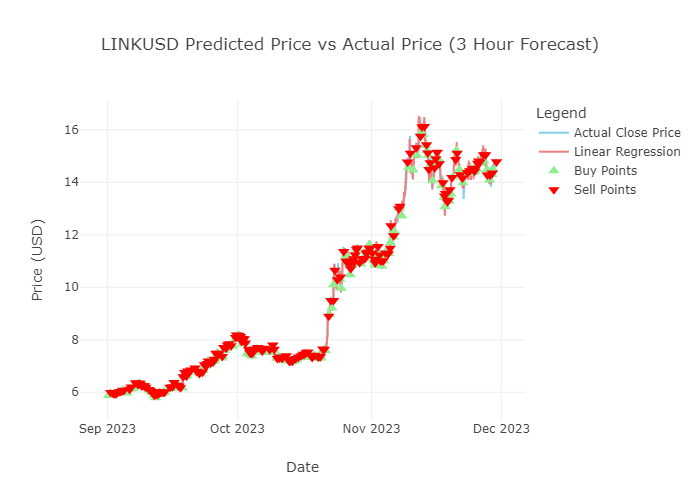 LINKUSD Predicted Price vs Actual Price (3 Hour Forecast)
Legend
Actual Close Price
Linear Regression
Buy Points
Sell Points
Price (USD)
16
14
12
10
8
6
Sep 2023
Oct 2023
Nov 2023
Dec 2023
Date